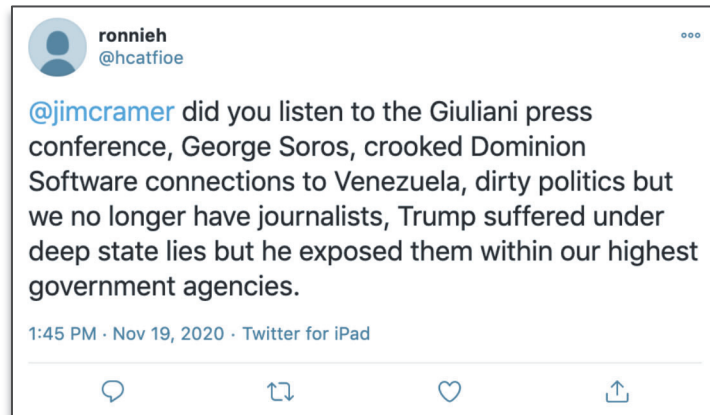 ronnieh
@hcatfioe
@jimcramer did you listen to the Giuliani press
conference, George Soros, crooked Dominion
Software connections to Venezuela, dirty politics but
we no longer have journalists, Trump suffered under
deep state lies but he exposed them within our highest
government agencies.
1:45 PM · Nov 19, 2020 · Twitter for iPad